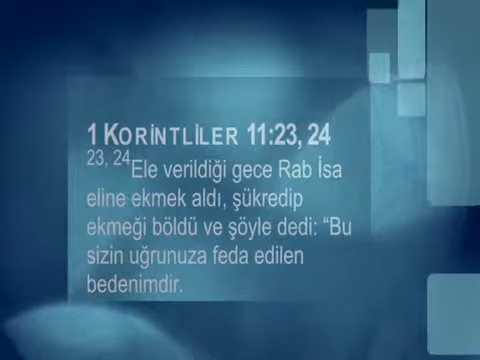 1 KORİNTLİLER 11:23, 24
23, 24Ele verildiği gece Rab İsa
eline ekmek aldı, şükredip
ekmeği böldü ve şöyle dedi: “Bu
sizin uğrunuza feda edilen
bedenimdir.